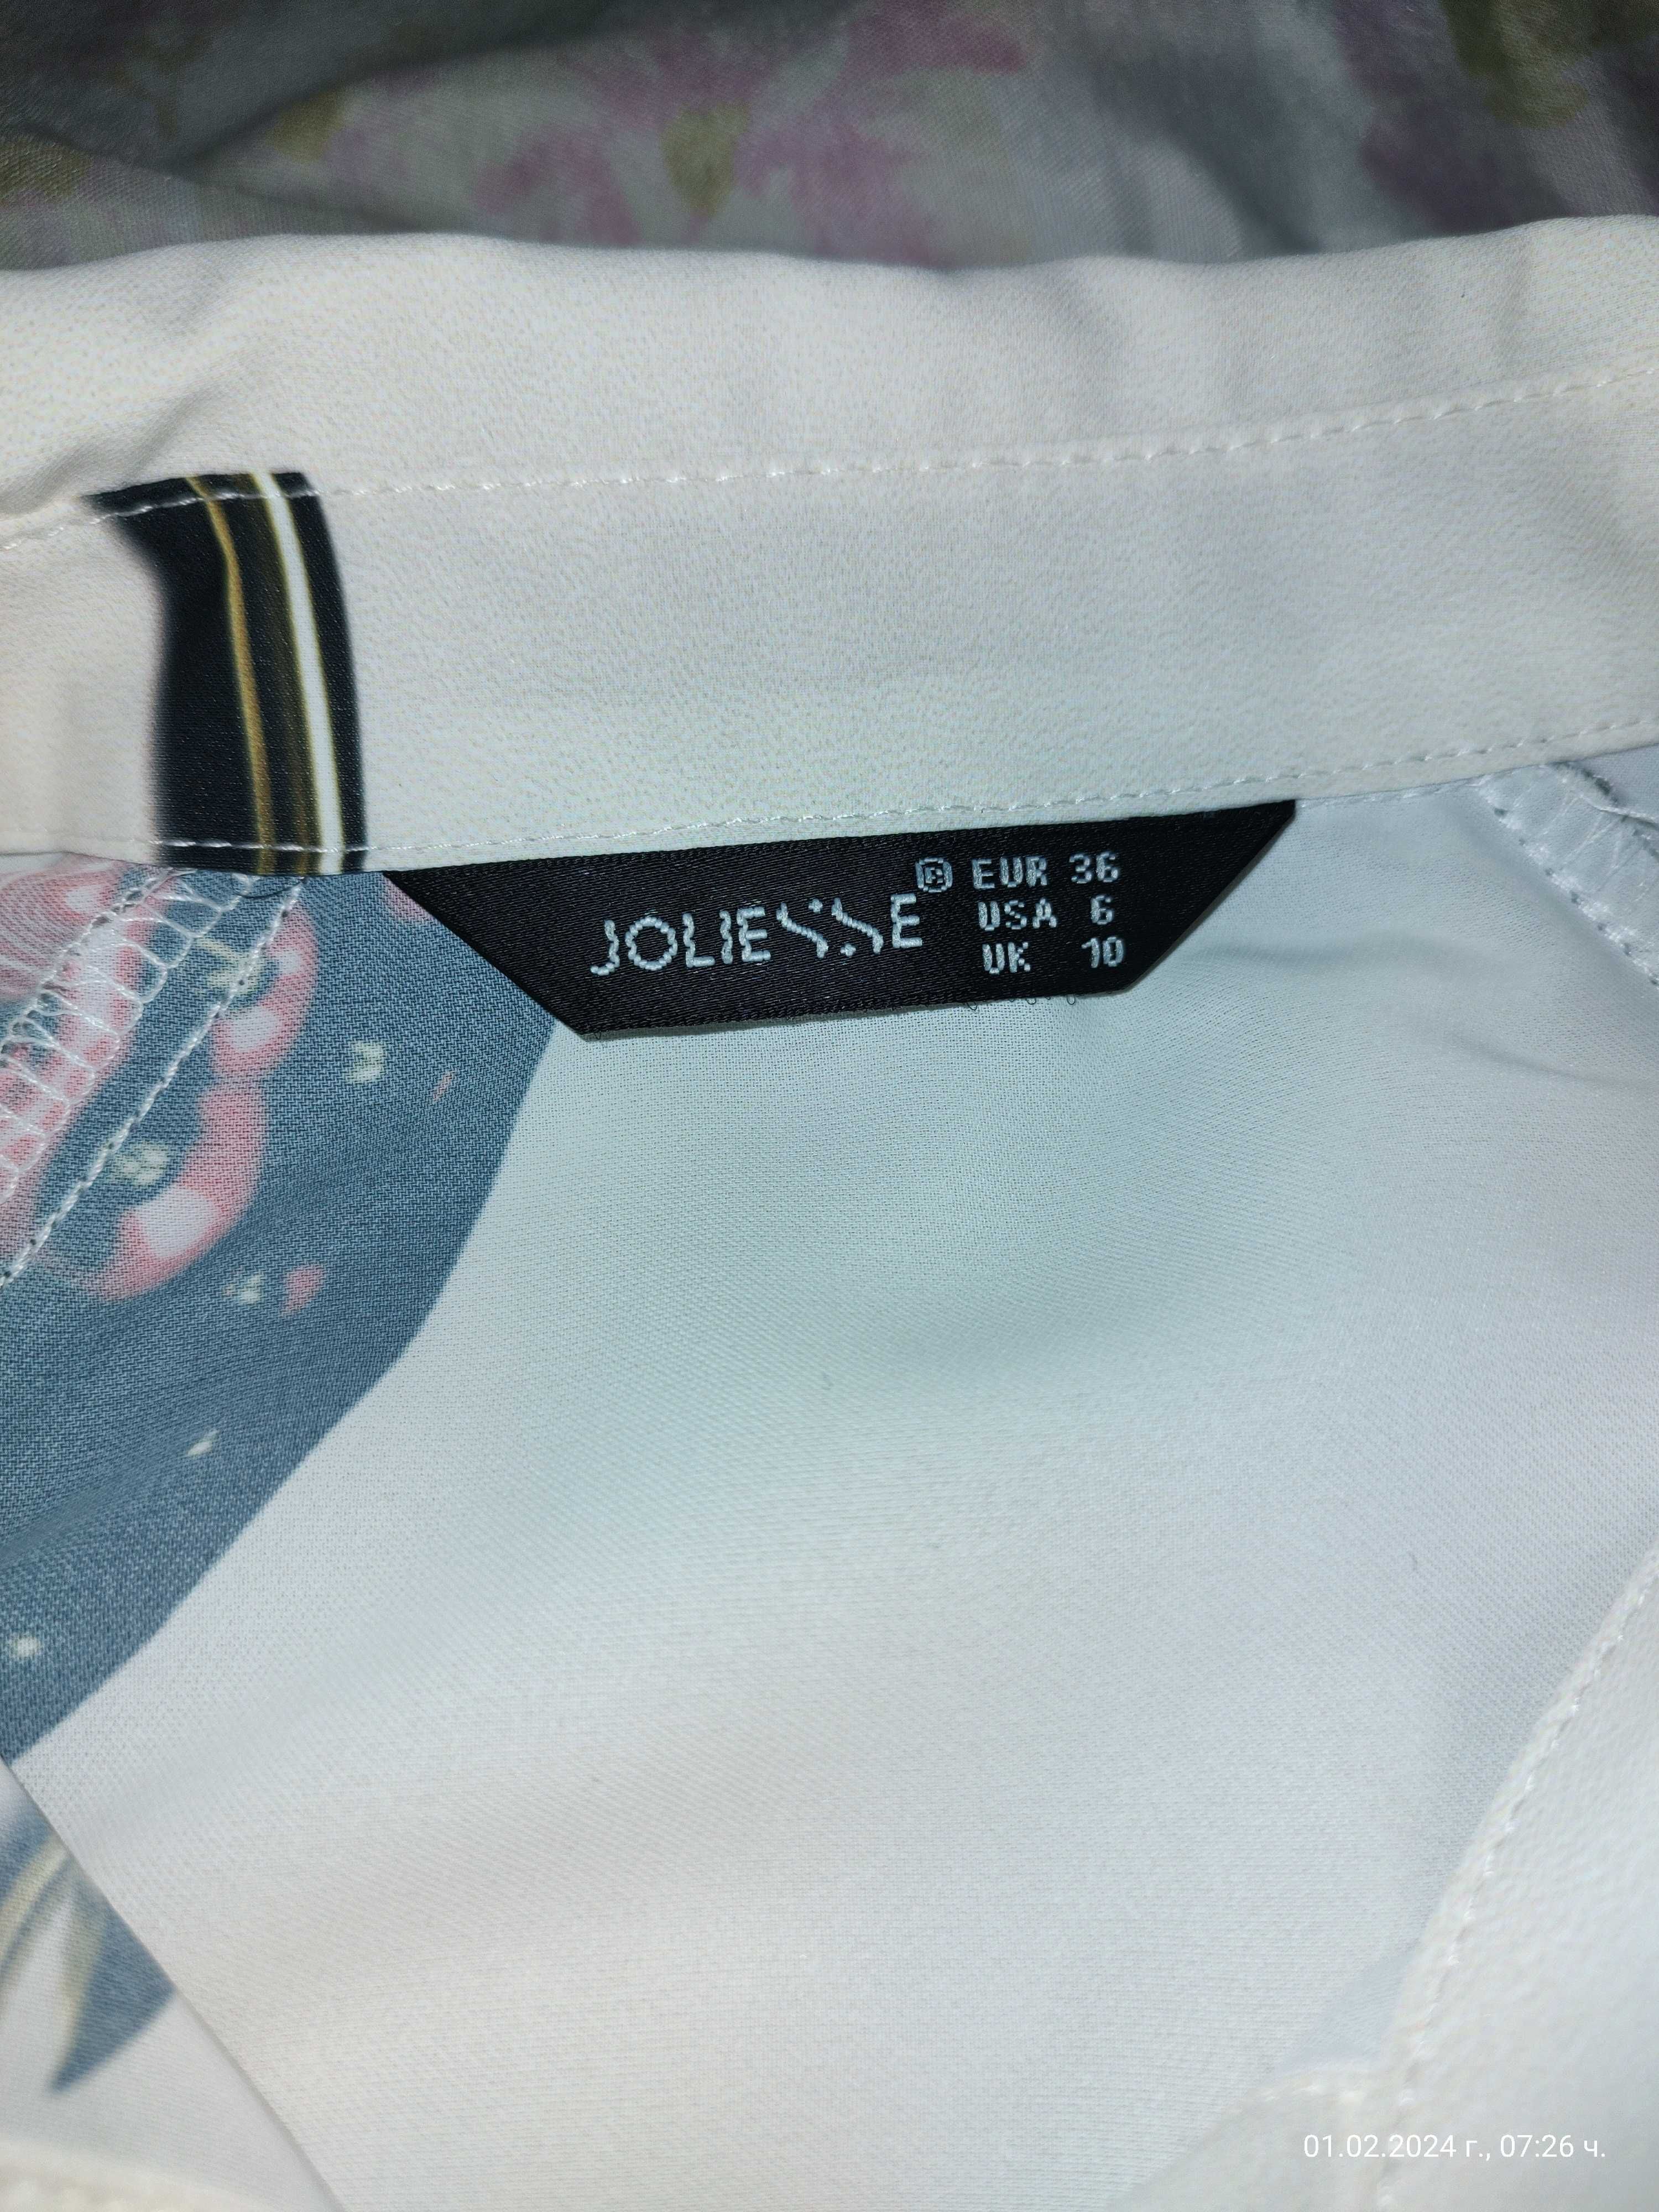 JOLIESSE ® EUR 36
USA 6
UK 10
01.02.2024 г., 07:26 ч.